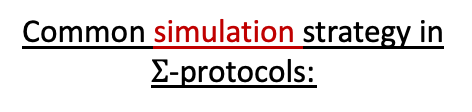 Common simulation strategy in
Σ-protocols: